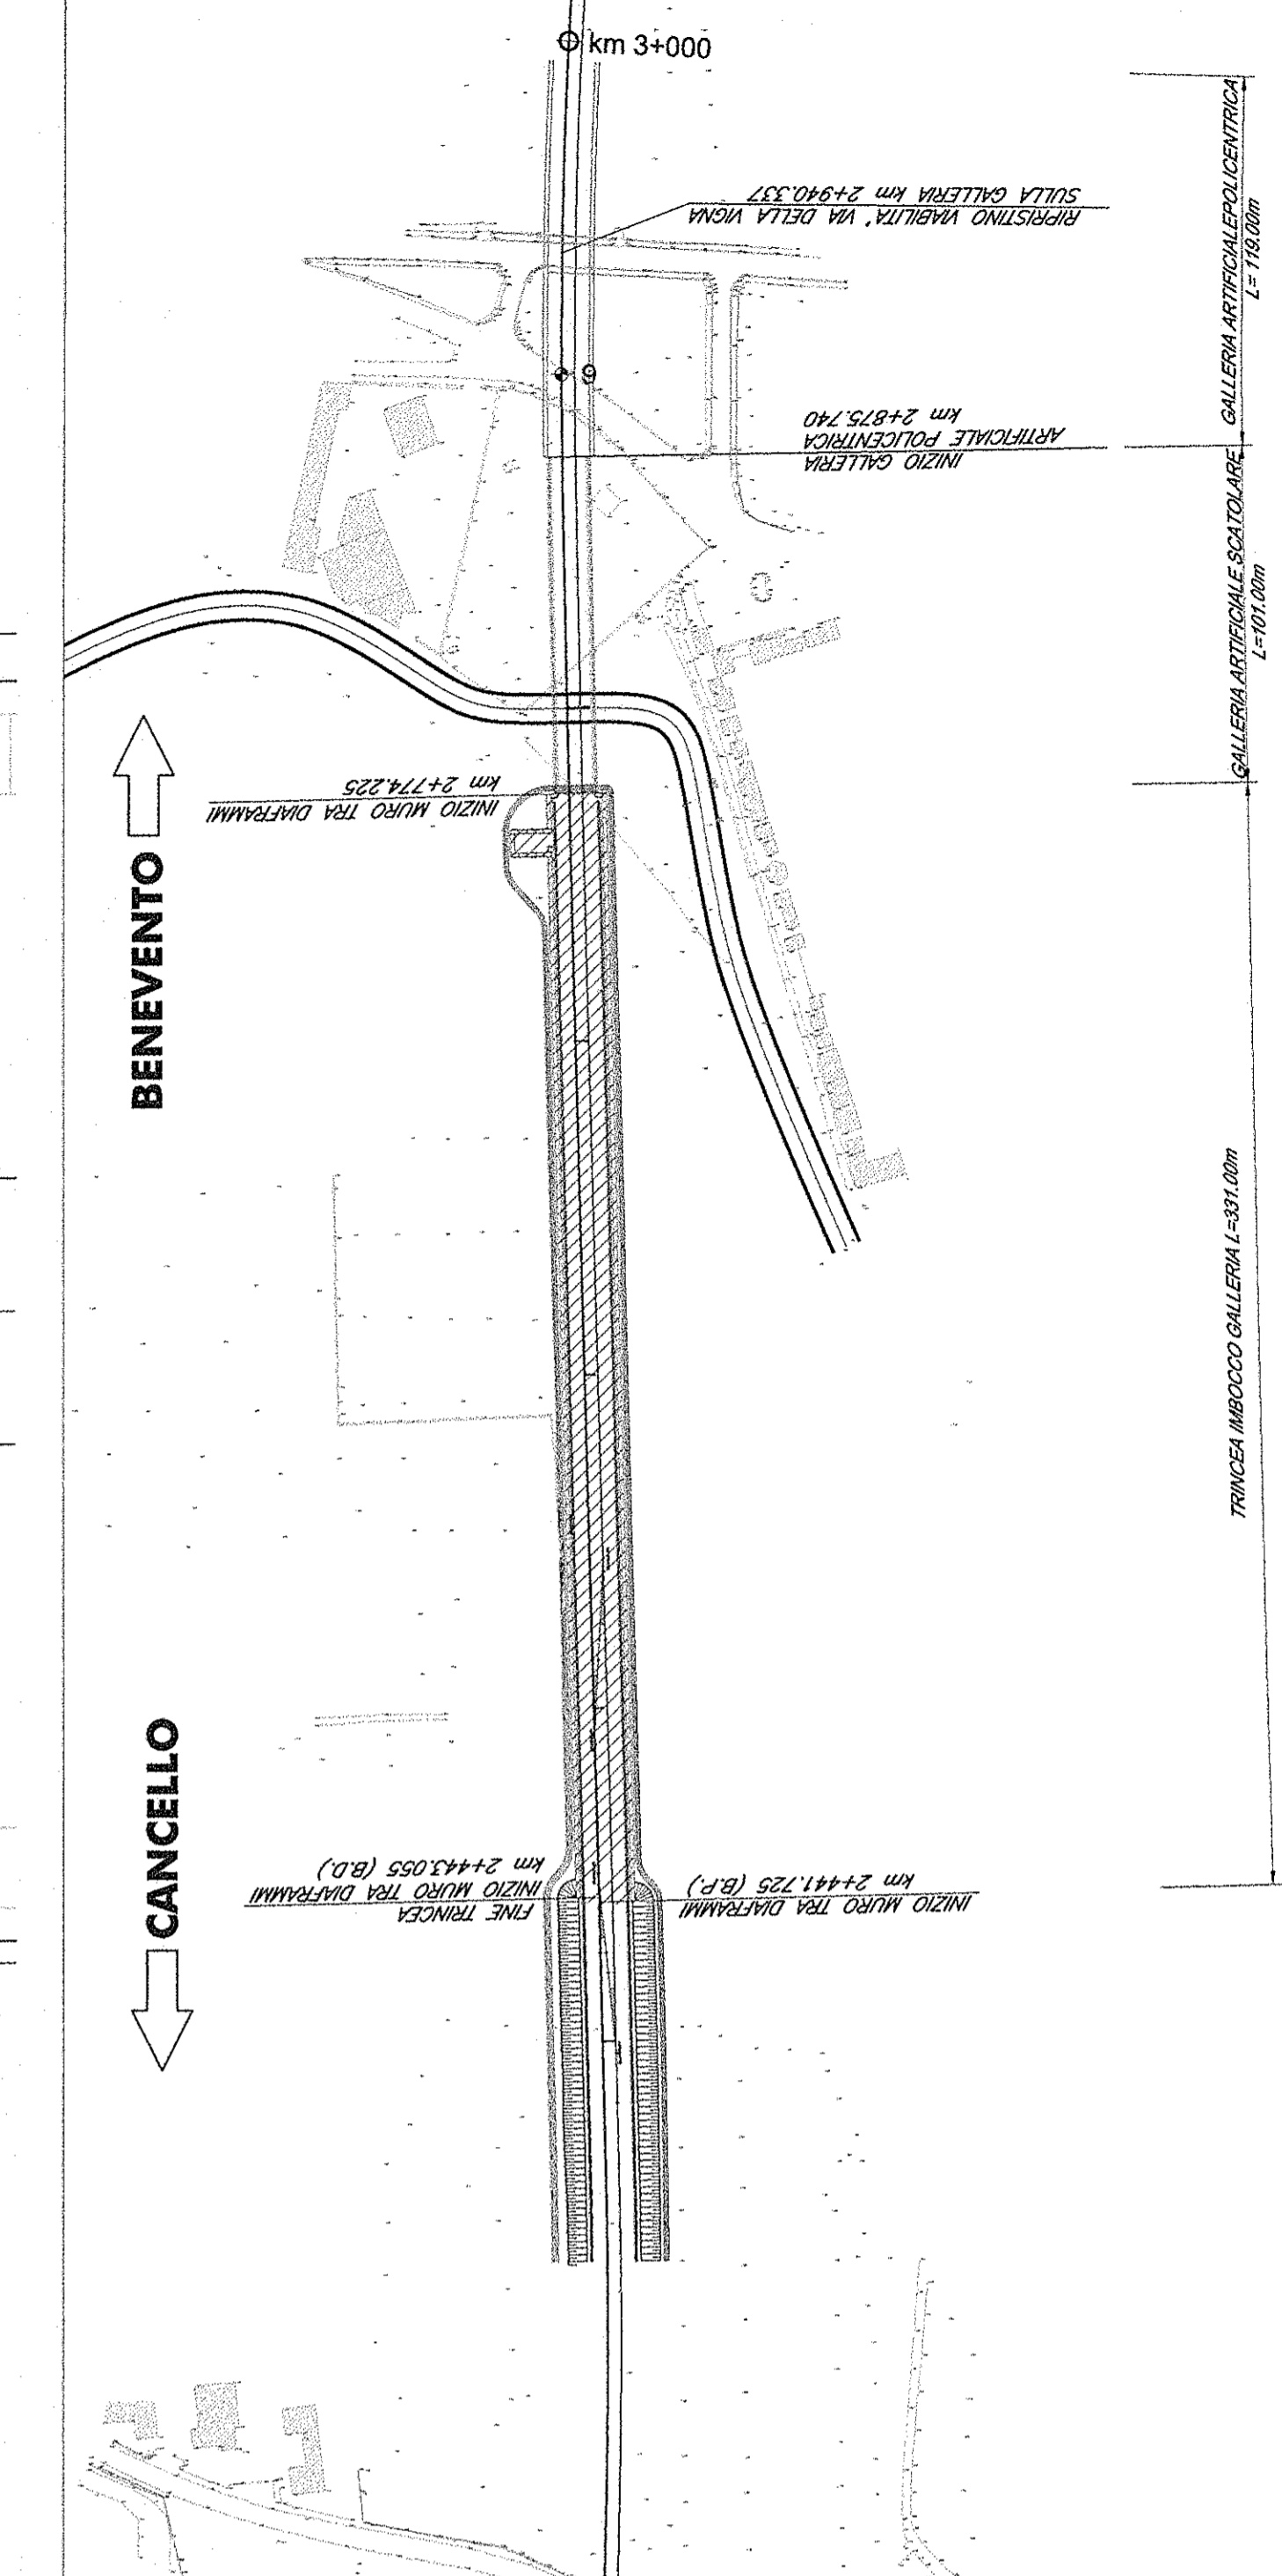 km 3+000
RIPRISTINO VIABILITA' VIA DELLA VIGNA
SULLA GALLERIA km 2+940.337
GALLERIA ARTIFICIALEPOLICENTRICA
L= 119.00m
9
INIZIO GALLERIA
ARTIFICIALE POLICENTRICA
km 2+875.740
GALLERIA ARTIFICIALE SCATOLARE
L=101.00m
INIZIO MURO TRA DIAFRAMMI
km 2+774.225
BENEVENTO
TRINCEA IMBOCCO GALLERIA L=331.00m
CANCELLO
FINE TRINCEA
INIZIO MURO TRA DIAFRAMMI
km 2+443.055 (B.D.)
INIZIO MURO TRA DIAFRAMMI
km 2+441.725 (B.P.)